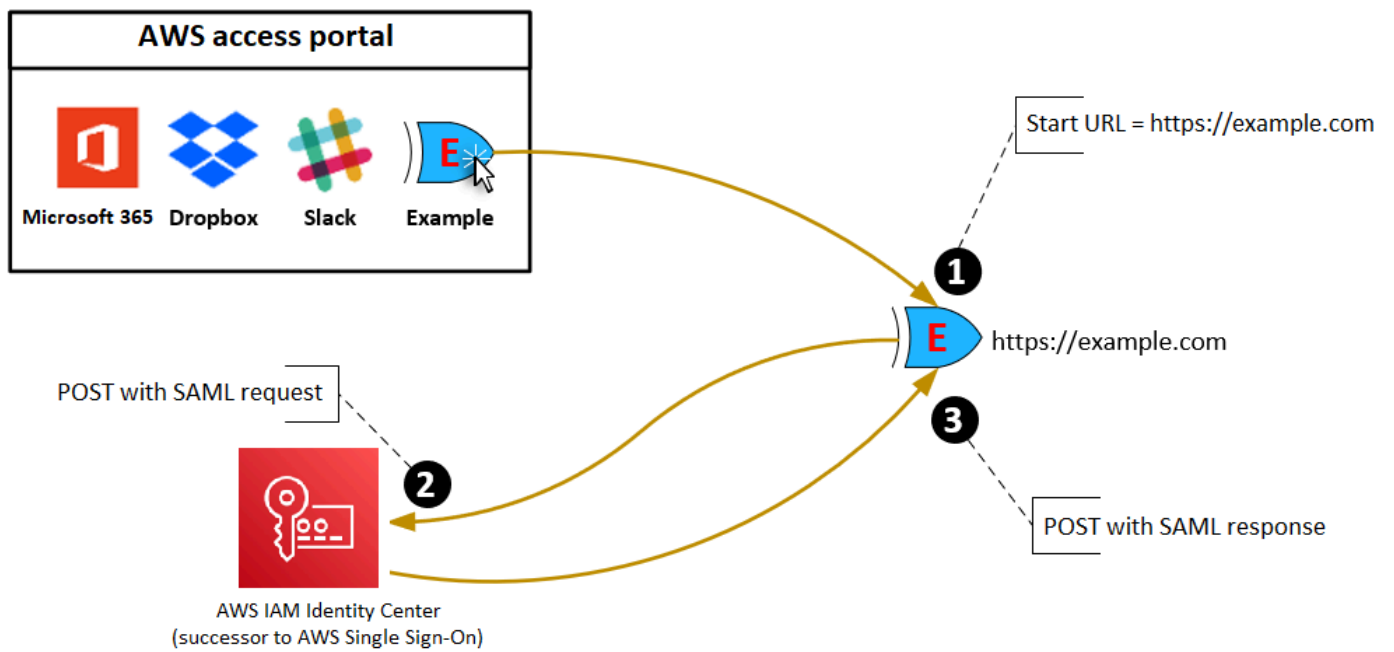 AWS access portal
Microsoft 365
Dropbox
Slack
E
Example
Start URL = https://example.com
1
E
https://example.com
POST with SAML request
2
3
POST with SAML response
AWS IAM Identity Center
(successor to AWS Single Sign-On)